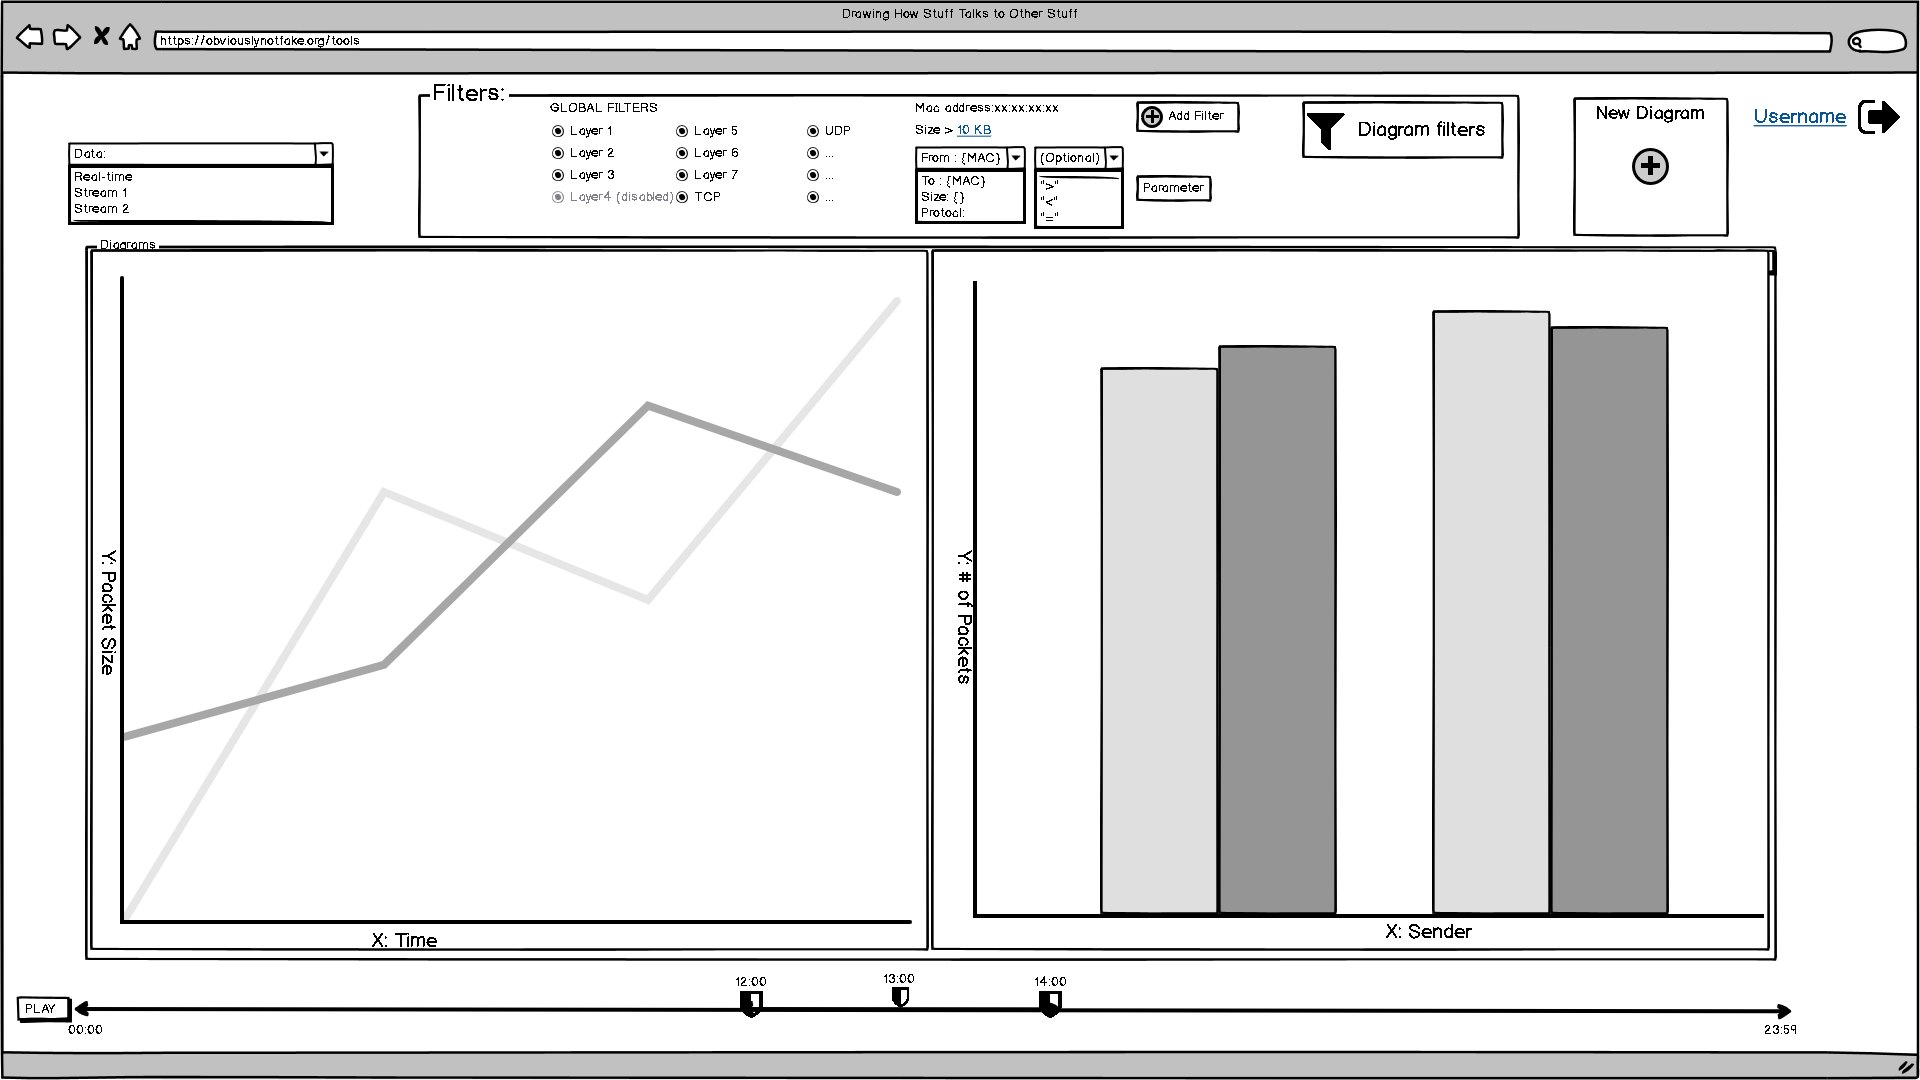 Drawing How Stuff Talks to Other Stuff
https://obviouslynotfake.org/tools
Filters:
GLOBAL FILTERS
Layer 1
Layer 2
Layer 3
Layer4 (disabled)
Layer 5
Layer 6
Layer 7
TCP
UDP
...
...
...
Mac address:xx:xx:xx:xx
Size > 10 KB
From : {MAC}
To : {MAC}
Size: {}
Protocl:
(Optional)
">"
"<"
"="
Add Filter
Parameter
Diagram filters
New Diagram
Username
Data:
Real-time
Stream 1
Stream 2
Diagrams
Y: Packet Size
X: Time
Y: # of Packets
X: Sender
12:00
13:00
14:00
PLAY
00:00
23:59